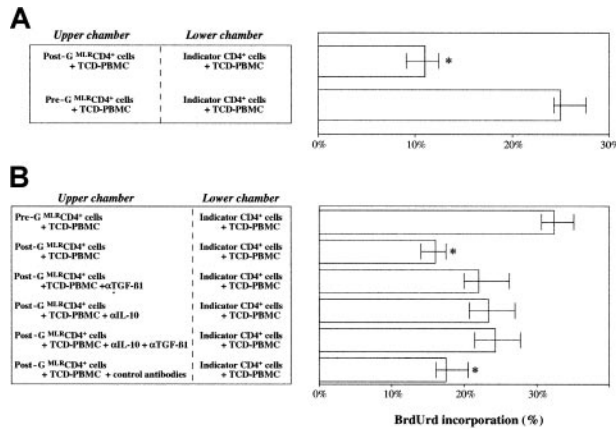 A
Upper chamber Lower chamber
Post-G MLRCD4+ cells Indicator CD4+ cells
+ TCD-PBMC + TCD-PBMC
Pre-G MLRCD4+ cells Indicator CD4+ cells
+ TCD-PBMC + TCD-PBMC
*
0% 10% 20% 30%
B
Upper chamber Lower chamber
Pre-G MLRCD4+ cells Indicator CD4+ cells
+ TCD-PBMC + TCD-PBMC
Post-G MLRCD4+ cells Indicator CD4+ cells
+ TCD-PBMC + TCD-PBMC
*
Post-G MLRCD4+ cells Indicator CD4+ cells
+TCD-PBMC +αTGF-β1 + TCD-PBMC
Post-G MLRCD4+ cells Indicator CD4+ cells
+ TCD-PBMC + αIL-10 + TCD-PBMC
Post-G MLRCD4+ cells Indicator CD4+ cells
+ TCD-PBMC + αIL-10 + αTGF-β1 + TCD-PBMC
Post-G MLRCD4+ cells Indicator CD4+ cells
+ TCD-PBMC + control antibodies + TCD-PBMC
*
0% 10% 20% 30%
BrdUrd incorporation (%)